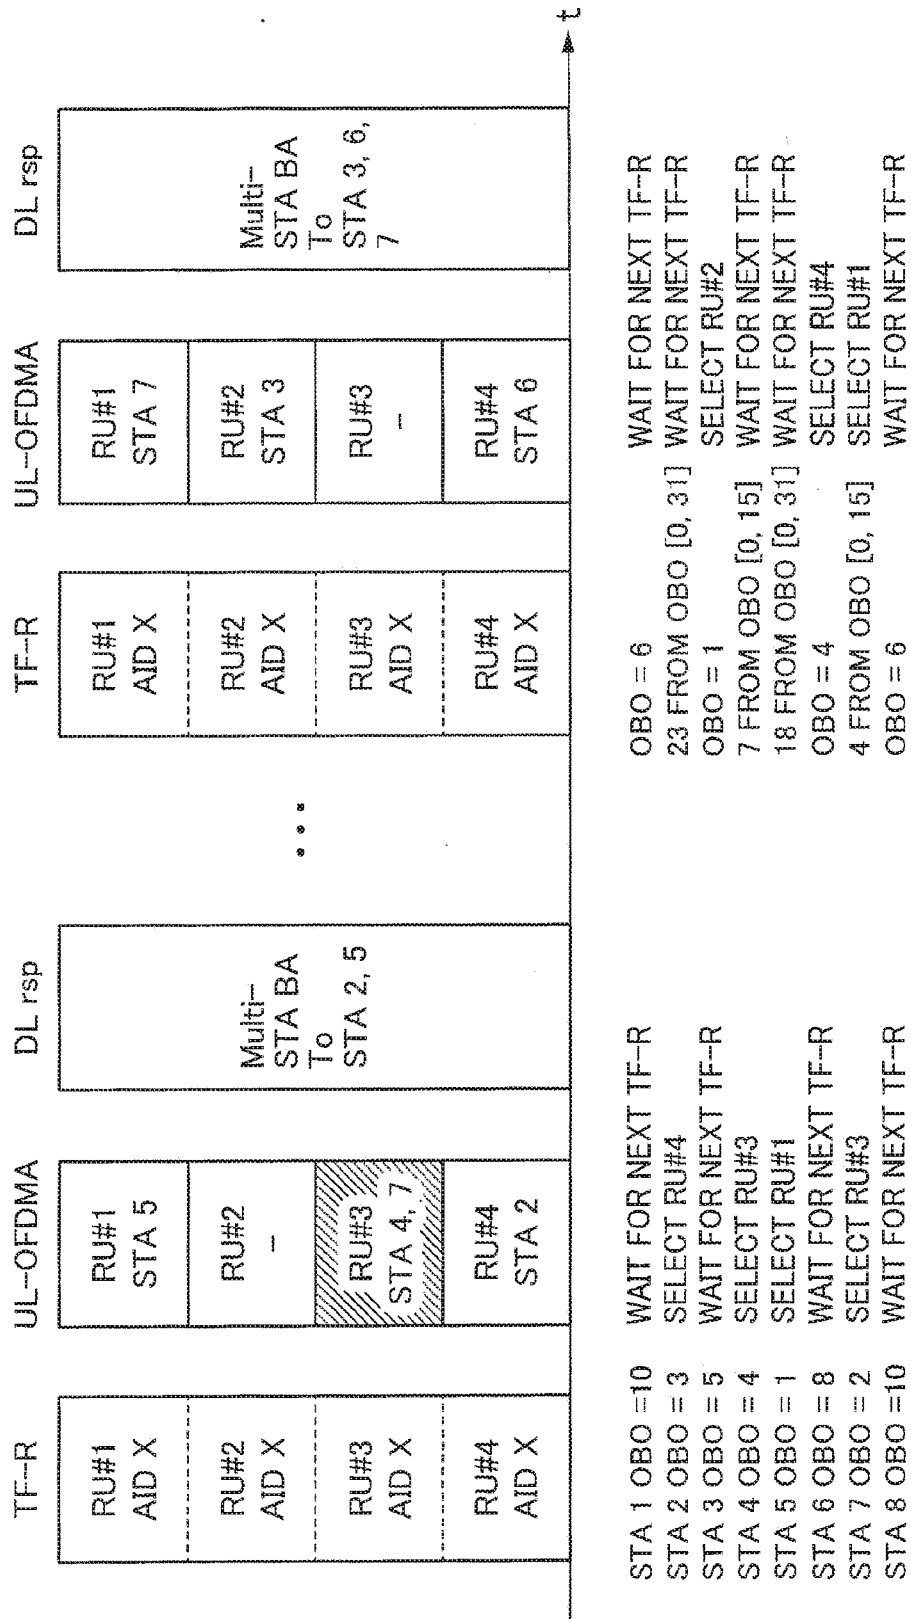 TF-R
UL-OFDMA
DL rsp
TF-R
UL-OFDMA
DL rsp
RU#1
AID X
RU#2
AID X
RU#3
AID X
RU#4
AID X
RU#1
STA 5
RU#2
–
RU#3
STA 4, 7
RU#4
STA 2
Multi-
STA BA
To
STA 2, 5
• • •
RU#1
AID X
RU#2
AID X
RU#3
AID X
RU#4
AID X
RU#1
STA 7
RU#2
STA 3
RU#3
–
RU#4
STA 6
Multi-
STA BA
To
STA 3, 6,
7
t
STA 1 OBO =10 WAIT FOR NEXT TF-R
STA 2 OBO = 3 SELECT RU#4
STA 3 OBO = 5 WAIT FOR NEXT TF-R
STA 4 OBO = 4 SELECT RU#3
STA 5 OBO = 1 SELECT RU#1
STA 6 OBO = 8 WAIT FOR NEXT TF-R
STA 7 OBO = 2 SELECT RU#3
STA 8 OBO =10 WAIT FOR NEXT TF-R
OBO = 6 WAIT FOR NEXT TF-R
23 FROM OBO [0, 31] WAIT FOR NEXT TF-R
OBO = 1 SELECT RU#2
7 FROM OBO [0, 15] WAIT FOR NEXT TF-R
18 FROM OBO [0, 31] WAIT FOR NEXT TF-R
OBO = 4 SELECT RU#4
4 FROM OBO [0, 15] SELECT RU#1
OBO = 6 WAIT FOR NEXT TF-R